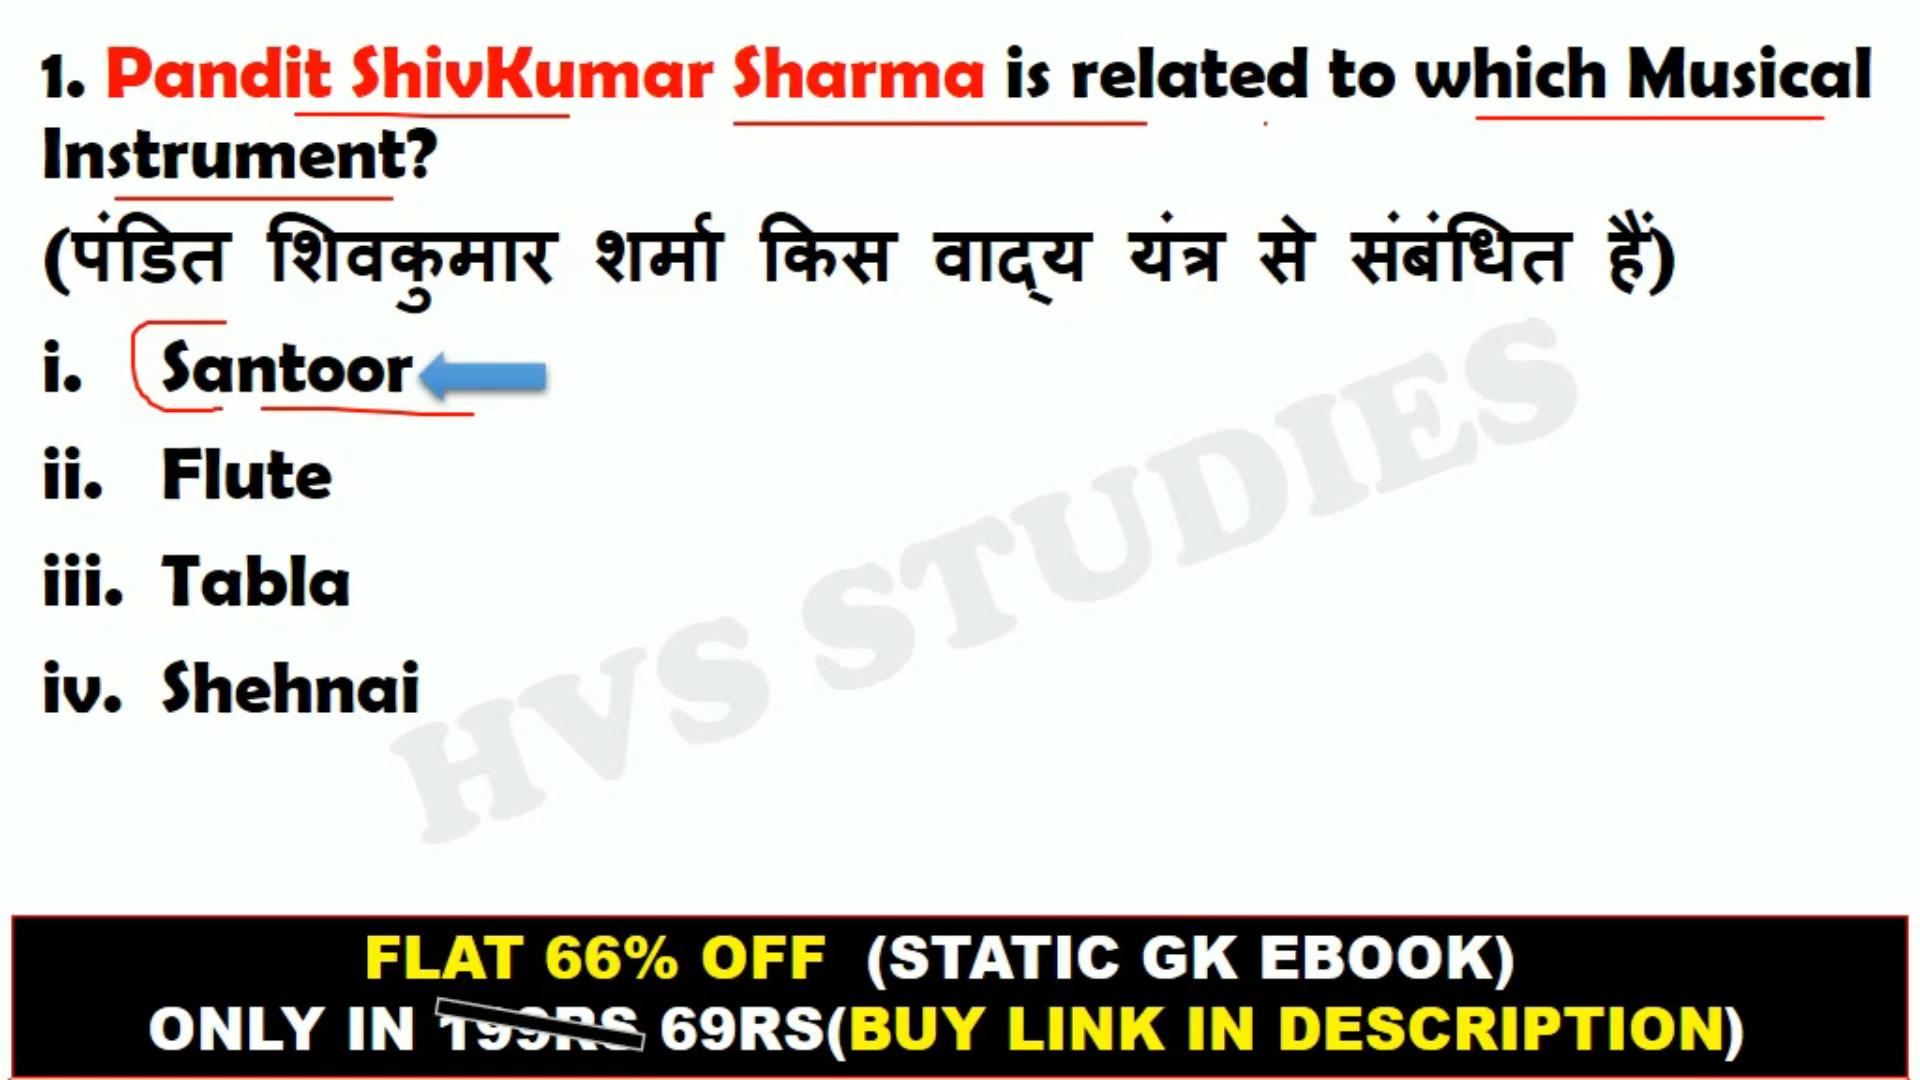 1. Pandit ShivKumar Sharma is related to which Musical
Instrument?
(पंडित शिवकुमार शर्मा किस वाद्य यंत्र से संबंधित हैं)
i. Santoor
ii. Flute
iii. Tabla
iv. Shehnai
HVS STUDIES
FLAT 66% OFF (STATIC GK EBOOK)
ONLY IN 199RS 69RS(BUY LINK IN DESCRIPTION)